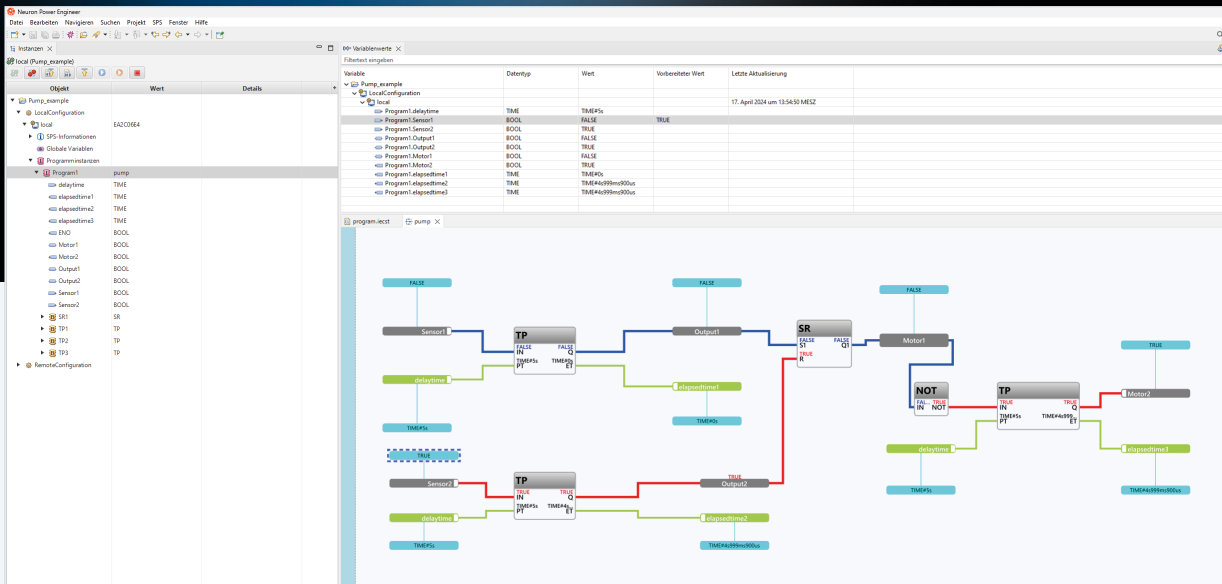 Neuron Power Engineer
Datei Bearbeiten Navigieren Suchen Projekt SPS Fenster Hilfe
Instanzen
local (Pump_example)
Objekt Wert Details
Pump_example
LocalConfiguration
local EA2C06E4
SPS-Informationen
Globale Variablen
Programminstanzen
Program1 pump
delaytime TIME
elapsedtime1 TIME
elapsedtime2 TIME
elapsedtime3 TIME
ENO BOOL
Motor1 BOOL
Motor2 BOOL
Output1 BOOL
Output2 BOOL
Sensor1 BOOL
Sensor2 BOOL
SR1 SR
TP1 TP
TP2 TP
TP3 TP
RemoteConfiguration
Variablenwerte
Filtertext eingeben
Variable Datentyp Wert Vorbereiteter Wert Letzte Aktualisierung
Pump_example
LocalConfiguration
local 17. April 2024 um 13:54:50 MESZ
Program1.delaytime TIME TIME#5s
Program1.Sensor1 BOOL FALSE TRUE
Program1.Sensor2 BOOL TRUE
Program1.Output1 BOOL FALSE
Program1.Output2 BOOL TRUE
Program1.Motor1 BOOL FALSE
Program1.Motor2 BOOL TRUE
Program1.elapsedtime1 TIME TIME#0s
Program1.elapsedtime2 TIME TIME#4s999ms900us
Program1.elapsedtime3 TIME TIME#4s999ms900us
program.iecst pump
FALSE FALSE FALSE
Sensor1 TP Output1 SR Motor1
FALSE FALSE
IN Q
TIME#5s TIME#0s
PT ET
FALSE FALSE
S1 Q1
TRUE
R
TRUE
delaytime elapsedtime1
NOT
FAL... TRUE
IN NOT
TP
TRUE TRUE
IN Q
TIME#5s TIME#4s999...
PT ET
Motor2
TIME#5s TIME#0s
delaytime elapsedtime3
TRUE
Sensor2 TP TRUE
Output2
TRUE TRUE
IN Q
TIME#5s TIME#4s...
PT ET
TIME#5s TIME#4s999ms900us
delaytime elapsedtime2
TIME#5s TIME#4s999ms900us